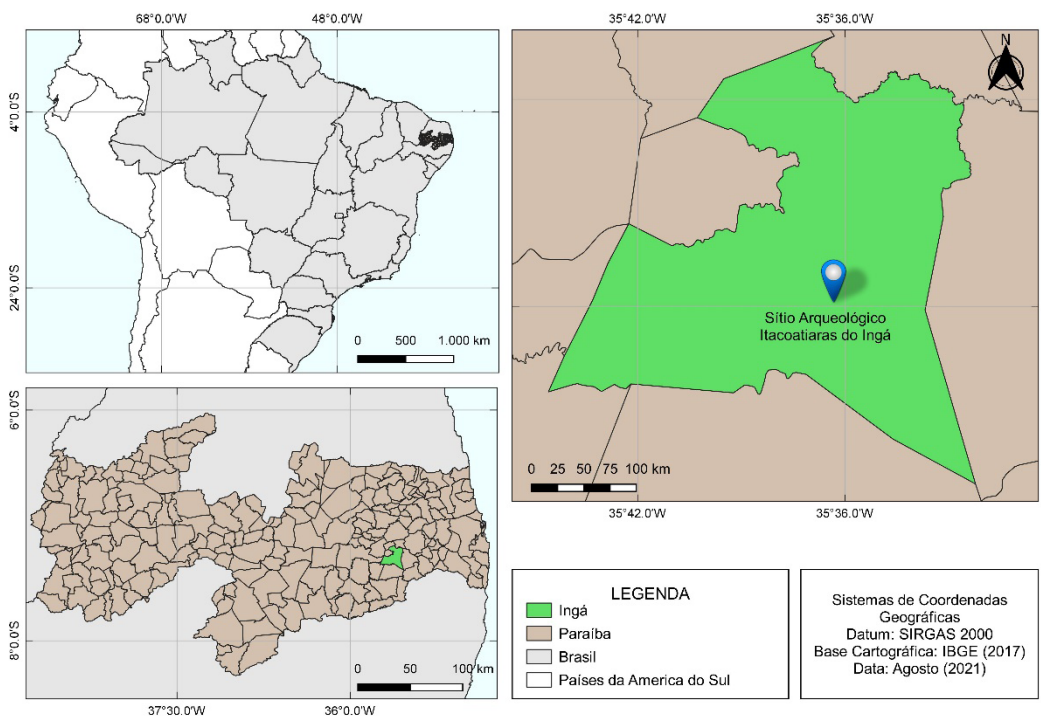 68°0.0'W
48°0.0'W
4°0.0'S
24°0.0'S
0 500 1.000 km
6°0.0'S
8°0.0'S
0 50 100 km
37°30.0'W
36°0.0'W
35°42.0'W
35°36.0'W
N
Sítio Arqueológico
Itacoatiaras do Ingá
0 25 50 75 100 km
35°42.0'W
35°36.0'W
LEGENDA
Ingá
Paraíba
Brasil
Países da America do Sul
Sistemas de Coordenadas
Geográficas
Datum: SIRGAS 2000
Base Cartográfica: IBGE (2017)
Data: Agosto (2021)